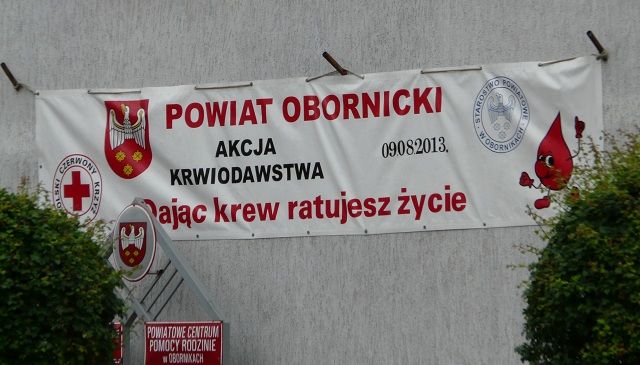 POWIAT OBORNICKI
AKCJA
KRWIODAWSTWA
09.08.2013.
Dając krew ratujesz życie
POLSKI CZERWONY KRZYŻ
STAROSTWO POWIATOWE
W OBORNIKACH
POWIATOWE CENTRUM
POMOCY RODZINIE
W OBORNIKACH